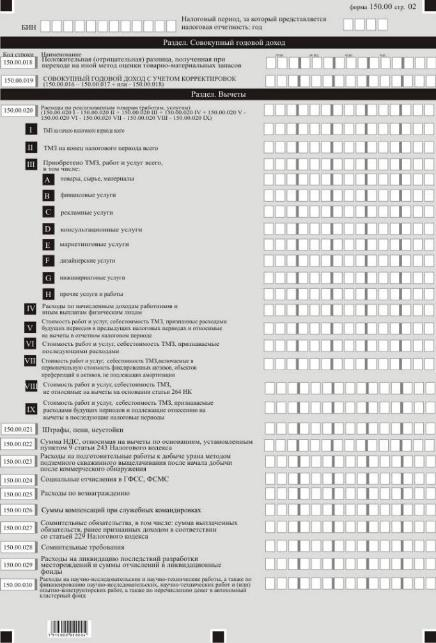 форма 150.00 стр. 02
БИН
Налоговый период, за который представляется
налоговая отчетность: год
Раздел. Совокупный годовой доход
Код строки Наименование
150.00.018 Положительная (отрицательная) разница, полученная при
переходе на иной метод оценки товарно-материальных запасов
150.00.019 СОВОКУПНЫЙ ГОДОВОЙ ДОХОД С УЧЕТОМ КОРРЕКТИРОВОК
(150.00.016 – 150.00.017 + или – 150.00.018)
Раздел. Вычеты
150.00.020 Расходы по реализованным товарам (работам, услугам)
(150.00.020 I - 150.00.020 II + 150.00.020 III + 150.00.020 IV + 150.00.020 V -
150.00.020 VI - 150.00.020 VII - 150.00.020 VIII - 150.00.020 IX)
I ТМЗ на начало налогового периода всего
II ТМЗ на конец налогового периода всего
III Приобретено ТМЗ, работ и услуг всего,
в том числе:
A товары, сырье, материалы
B финансовые услуги
C рекламные услуги
D консультационные услуги
E маркетинговые услуги
F дизайнерские услуги
G инжиниринговые услуги
H прочие услуги и работы
IV Расходы по начисленным доходам работников и
иным выплатам физическим лицам
V Стоимость работ и услуг, себестоимость ТМЗ, признаваемые расходами
будущих периодов в предыдущих налоговых периодах и относимые
на вычеты в отчетном налоговом периоде
VI Стоимость работ и услуг, себестоимость ТМЗ, признаваемые
последующими расходами
VII Стоимость работ и услуг, себестоимость ТМЗ, включаемые в
первоначальную стоимость фиксированных активов, объектов
преференций и активов, не подлежащих амортизации
VIII Стоимость работ и услуг, себестоимость ТМЗ,
не относимые на вычеты на основании статьи 264 НК
IX Стоимость работ и услуг, себестоимость ТМЗ, признаваемые
расходами будущих периодов и подлежащие отнесению на
вычеты в последующие налоговые периоды
150.00.021 Штрафы, пени, неустойки
150.00.022 Сумма НДС, относимая на вычеты по основаниям, установленным
пунктом 9 статьи 243 Налогового кодекса
150.00.023 Расходы на подготовительные работы к добыче урана методом
подземного скважинного выщелачивания после начала добычи
после коммерческого обнаружения
150.00.024 Социальные отчисления в ГФСС, ФСМС
150.00.025 Расходы по вознаграждению
150.00.026 Суммы компенсаций при служебных командировках
150.00.027 Сомнительные обязательства, в том числе: сумма выплаченных
обязательств, ранее признанных доходом в соответствии
со статьей 229 Налогового кодекса
150.00.028 Сомнительные требования
150.00.029 Расходы на ликвидацию последствий разработки
месторождений и суммы отчислений в ликвидационные
фонды
150.00.030 Расходы на научно-исследовательские и научно-технические работы, а также по
финансированию научно-исследовательских, научно-технических работ и (или)
опытно-конструкторских работ, а также по перечислению денег в автономный
кластерный фонд